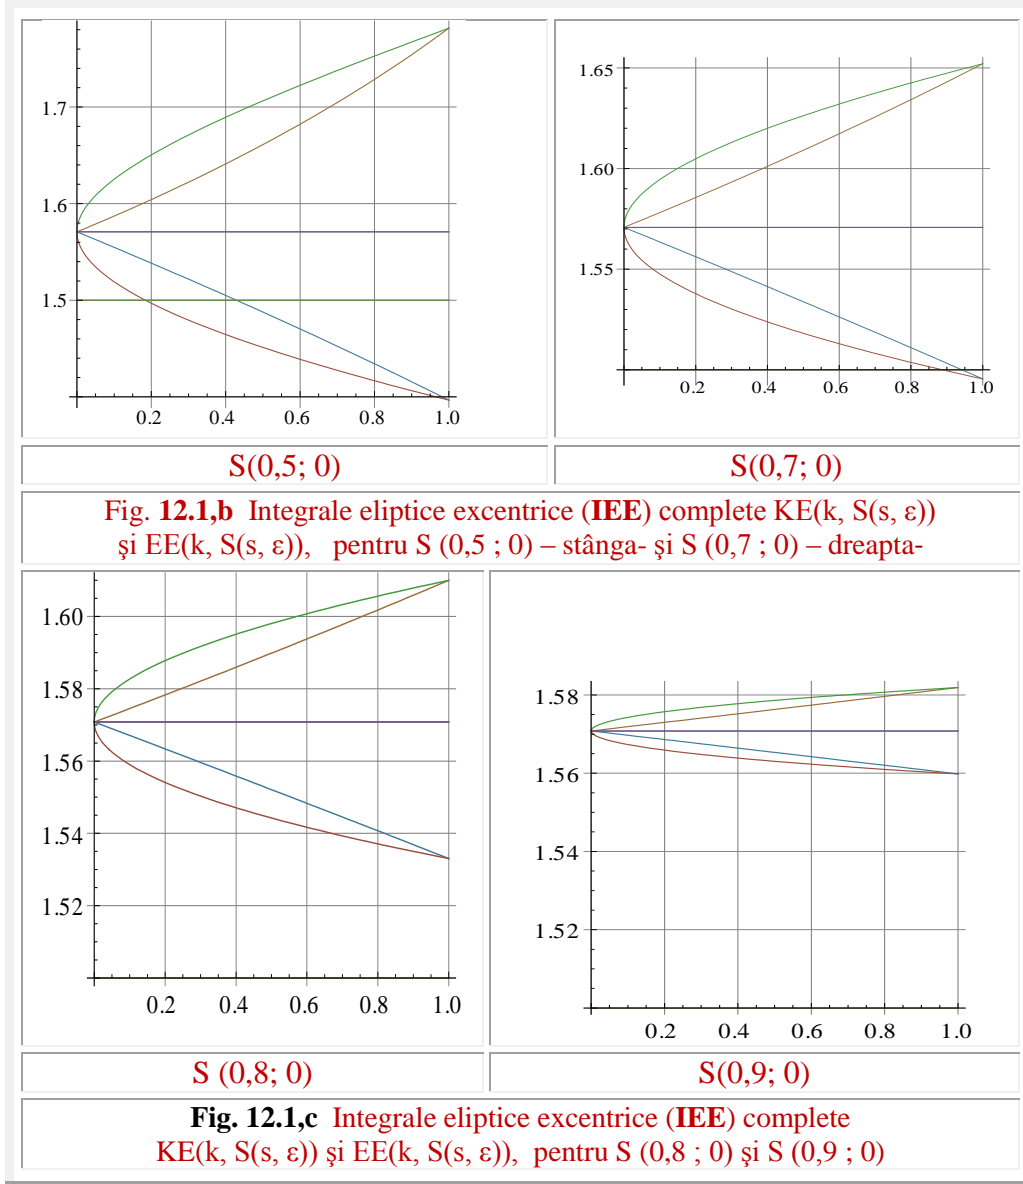 1.7
1.6
1.5
0.2 0.4 0.6 0.8 1.0
1.65
1.60
1.55
0.2 0.4 0.6 0.8 1.0
S(0,5; 0)
S(0,7; 0)
Fig. 12.1,b Integrale eliptice excentrice (IEE) complete KE(k, S(s, ε))
şi EE(k, S(s, ε)), pentru S (0,5 ; 0) – stânga- şi S (0,7 ; 0) – dreapta-
1.60
1.58
1.56
1.54
1.52
0.2 0.4 0.6 0.8 1.0
1.58
1.56
1.54
1.52
0.2 0.4 0.6 0.8 1.0
S (0,8; 0)
S(0,9; 0)
Fig. 12.1,c Integrale eliptice excentrice (IEE) complete
KE(k, S(s, ε)) şi EE(k, S(s, ε)), pentru S (0,8 ; 0) şi S (0,9 ; 0)